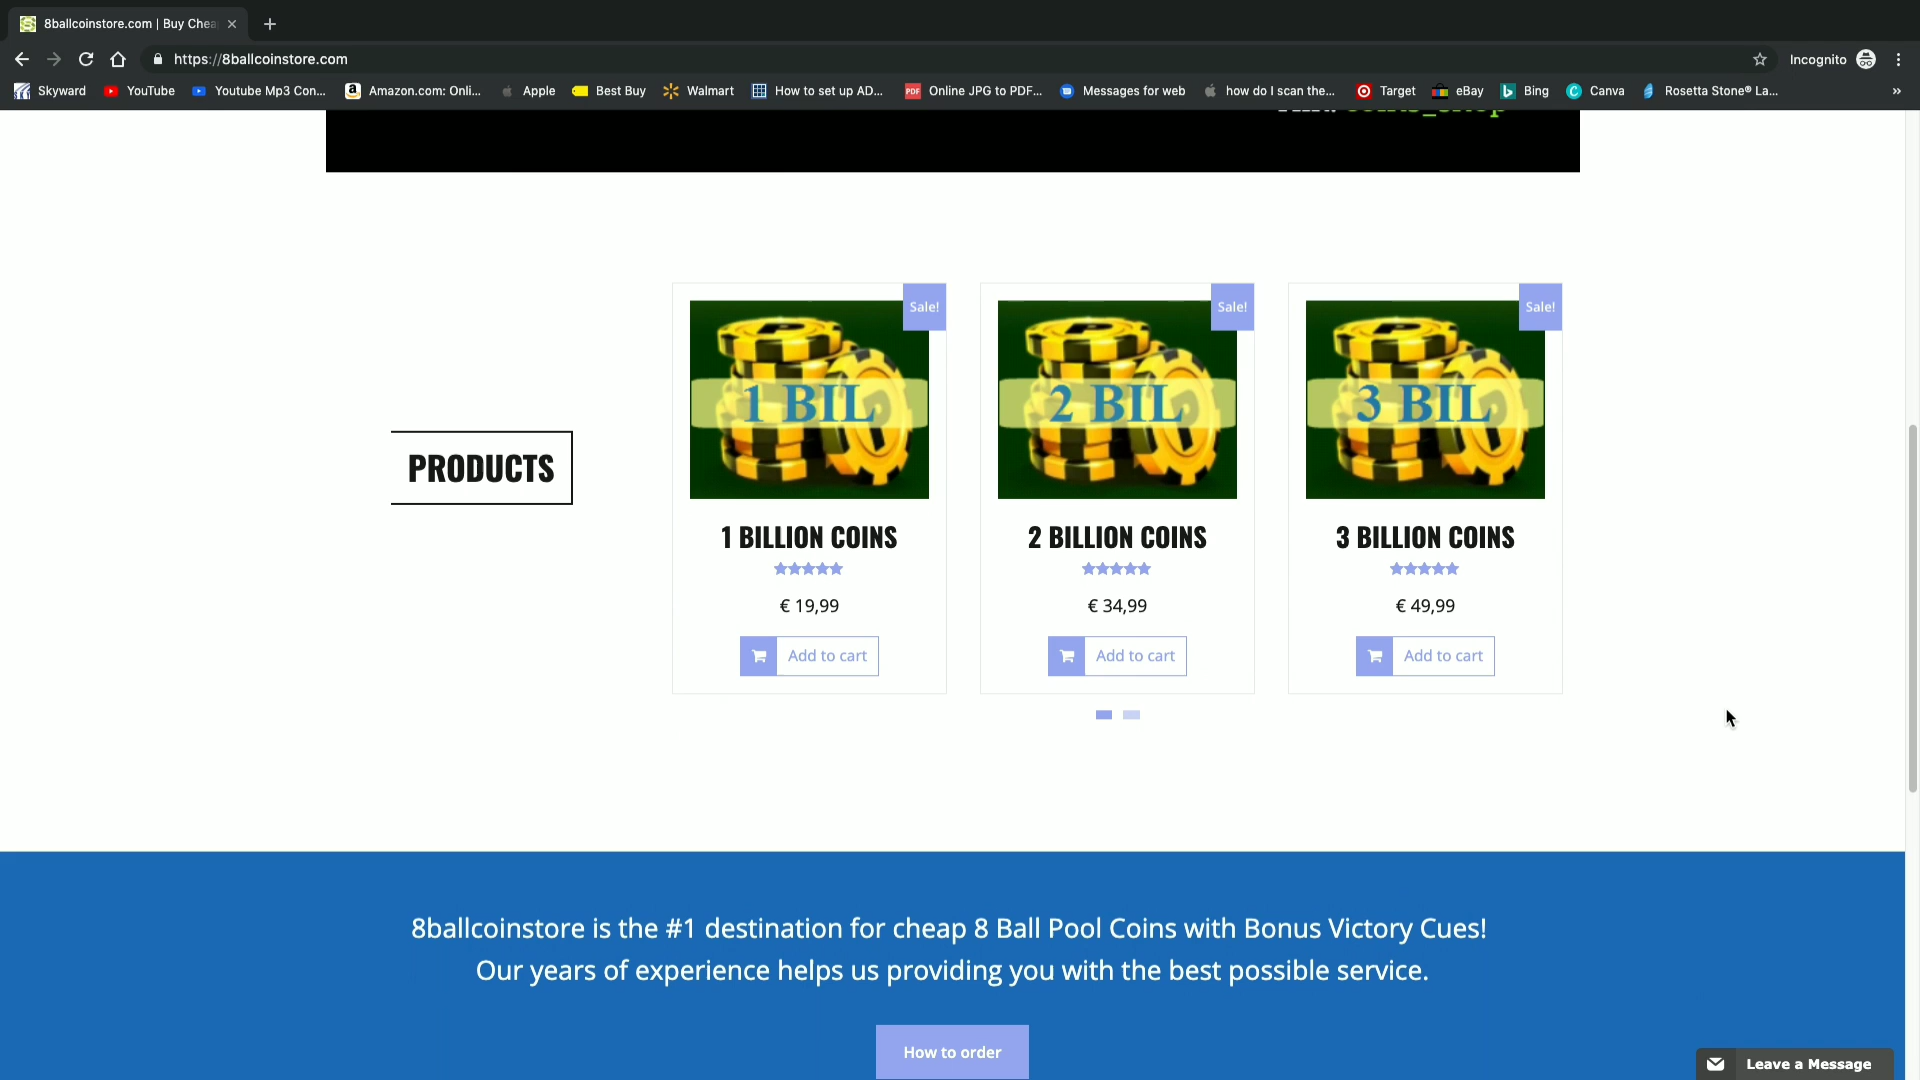 8ballcoinstore.com | Buy Chea
https://8ballcoinstore.com
Incognito
Skyward
YouTube
Youtube Mp3 Con...
Amazon.com: Onli...
Apple
Best Buy
Walmart
How to set up AD...
PDF
Online JPG to PDF...
Messages for web
how do I scan the...
Target
eBay
Bing
Canva
Rosetta Stone® La...
»
PRODUCTS
Sale!
1 BIL
1 BILLION COINS
€ 19,99
Add to cart
Sale!
2 BIL
2 BILLION COINS
€ 34,99
Add to cart
Sale!
3 BIL
3 BILLION COINS
€ 49,99
Add to cart
8ballcoinstore is the #1 destination for cheap 8 Ball Pool Coins with Bonus Victory Cues!
Our years of experience helps us providing you with the best possible service.
How to order
Leave a Message